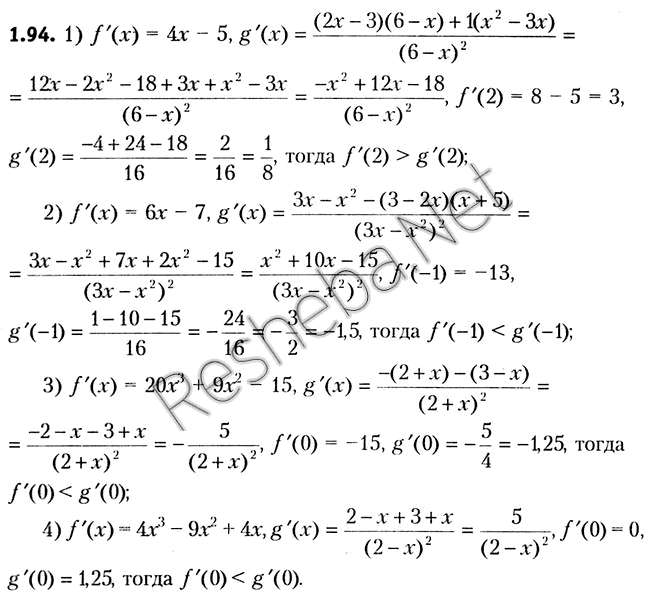 1.94. 1) f′(x) = 4x − 5, g′(x) = ((2x − 3)(6 − x) + 1(x² − 3x))/(6 − x)² =
= (12x − 2x² − 18 + 3x + x² − 3x)/(6 − x)² = (−x² + 12x − 18)/(6 − x)², f′(2) = 8 − 5 = 3,
g′(2) = (−4 + 24 − 18)/16 = 2/16 = 1/8, тогда f′(2) > g′(2);
2) f′(x) = 6x − 7, g′(x) = (3x − x² − (3 − 2x)(x + 5))/(3x − x²)² =
= (3x − x² + 7x + 2x² − 15)/(3x − x²)² = (x² + 10x − 15)/(3x − x²)², f′(−1) = −13,
g′(−1) = (1 − 10 − 15)/16 = −24/16 = −3/2 = −1,5, тогда f′(−1) < g′(−1);
3) f′(x) = 20x³ + 9x² − 15, g′(x) = (−(2 + x) − (3 − x))/(2 + x)² =
= (−2 − x − 3 + x)/(2 + x)² = −5/(2 + x)², f′(0) = −15, g′(0) = −5/4 = −1,25, тогда
f′(0) < g′(0);
4) f′(x) = 4x³ − 9x² + 4x, g′(x) = (2 − x + 3 + x)/(2 − x)² = 5/(2 − x)², f′(0) = 0,
g′(0) = 1,25, тогда f′(0) < g′(0).
Resheba.Net